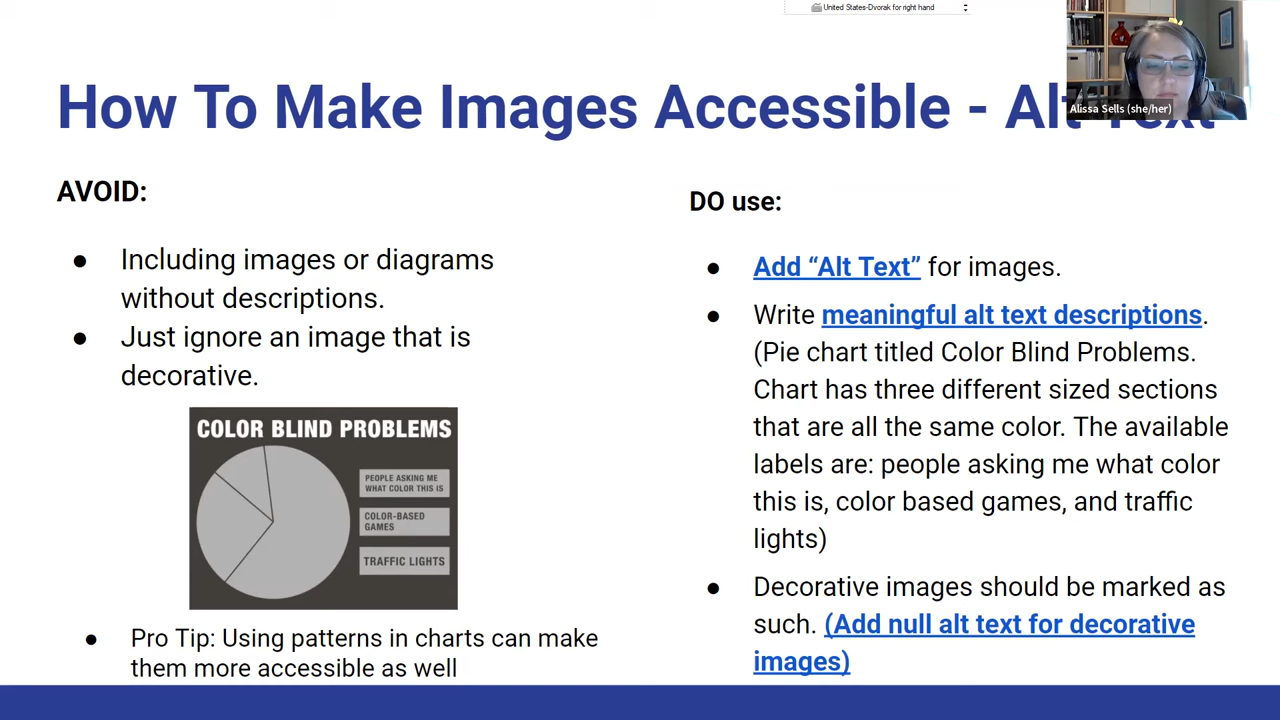 United States-Dvorak for right hand
Alissa Sells (she/her)
How To Make Images Accessible - Alt Text
AVOID:
● Including images or diagrams
without descriptions.
● Just ignore an image that is
decorative.
COLOR BLIND PROBLEMS
PEOPLE ASKING ME
WHAT COLOR THIS IS
COLOR-BASED
GAMES
TRAFFIC LIGHTS
● Pro Tip: Using patterns in charts can make
them more accessible as well
DO use:
● Add “Alt Text” for images.
● Write meaningful alt text descriptions.
(Pie chart titled Color Blind Problems.
Chart has three different sized sections
that are all the same color. The available
labels are: people asking me what color
this is, color based games, and traffic
lights)
● Decorative images should be marked as
such. (Add null alt text for decorative
images)